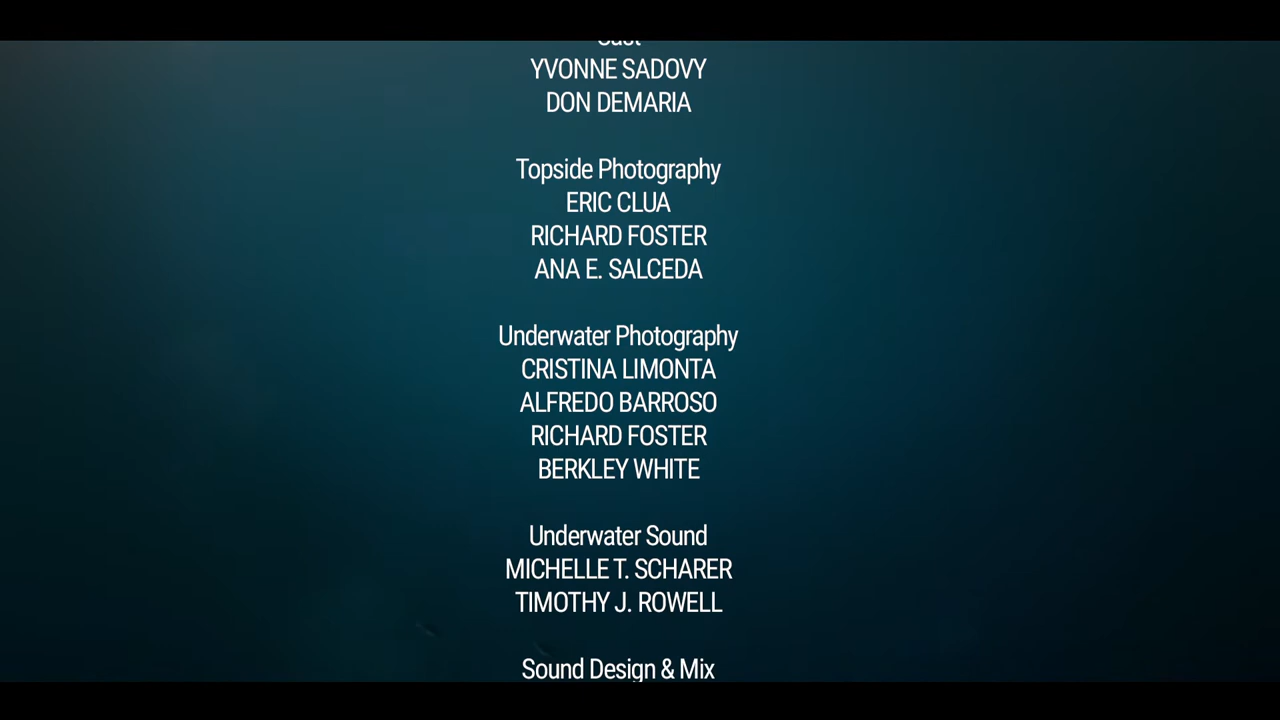 Cast
YVONNE SADOVY
DON DEMARIA
Topside Photography
ERIC CLUA
RICHARD FOSTER
ANA E. SALCEDA
Underwater Photography
CRISTINA LIMONTA
ALFREDO BARROSO
RICHARD FOSTER
BERKLEY WHITE
Underwater Sound
MICHELLE T. SCHARER
TIMOTHY J. ROWELL
Sound Design & Mix